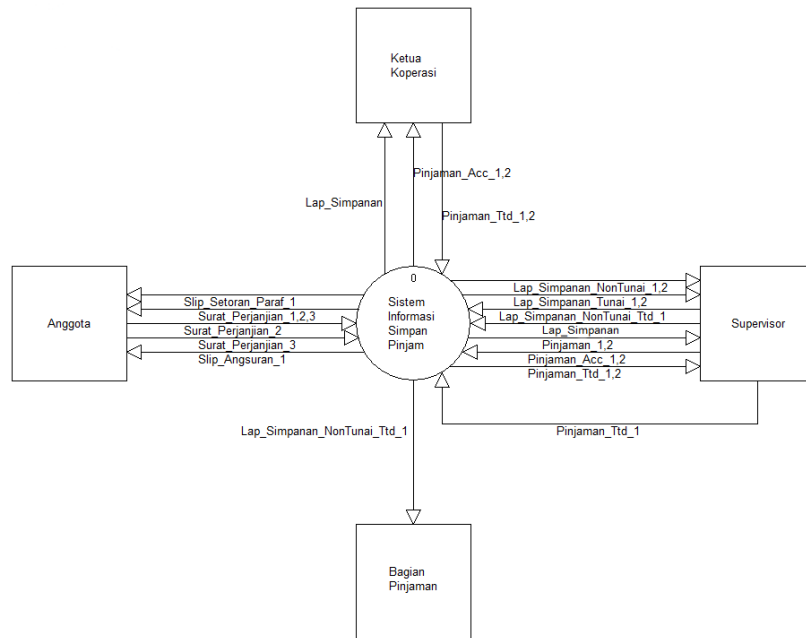 Ketua
Koperasi
Pinjaman_Acc_1,2
Lap_Simpanan
Pinjaman_Ttd_1,2
0
Sistem
Informasi
Simpan
Pinjam
Anggota
Slip_Setoran_Paraf_1
Surat_Perjanjian_1,2,3
Surat_Perjanjian_2
Surat_Perjanjian_3
Slip_Angsuran_1
Lap_Simpanan_NonTunai_1,2
Lap_Simpanan_Tunai_1,2
Lap_Simpanan_NonTunai_Ttd_1
Lap_Simpanan
Pinjaman_1,2
Pinjaman_Acc_1,2
Pinjaman_Ttd_1,2
Supervisor
Lap_Simpanan_NonTunai_Ttd_1
Pinjaman_Ttd_1
Bagian
Pinjaman